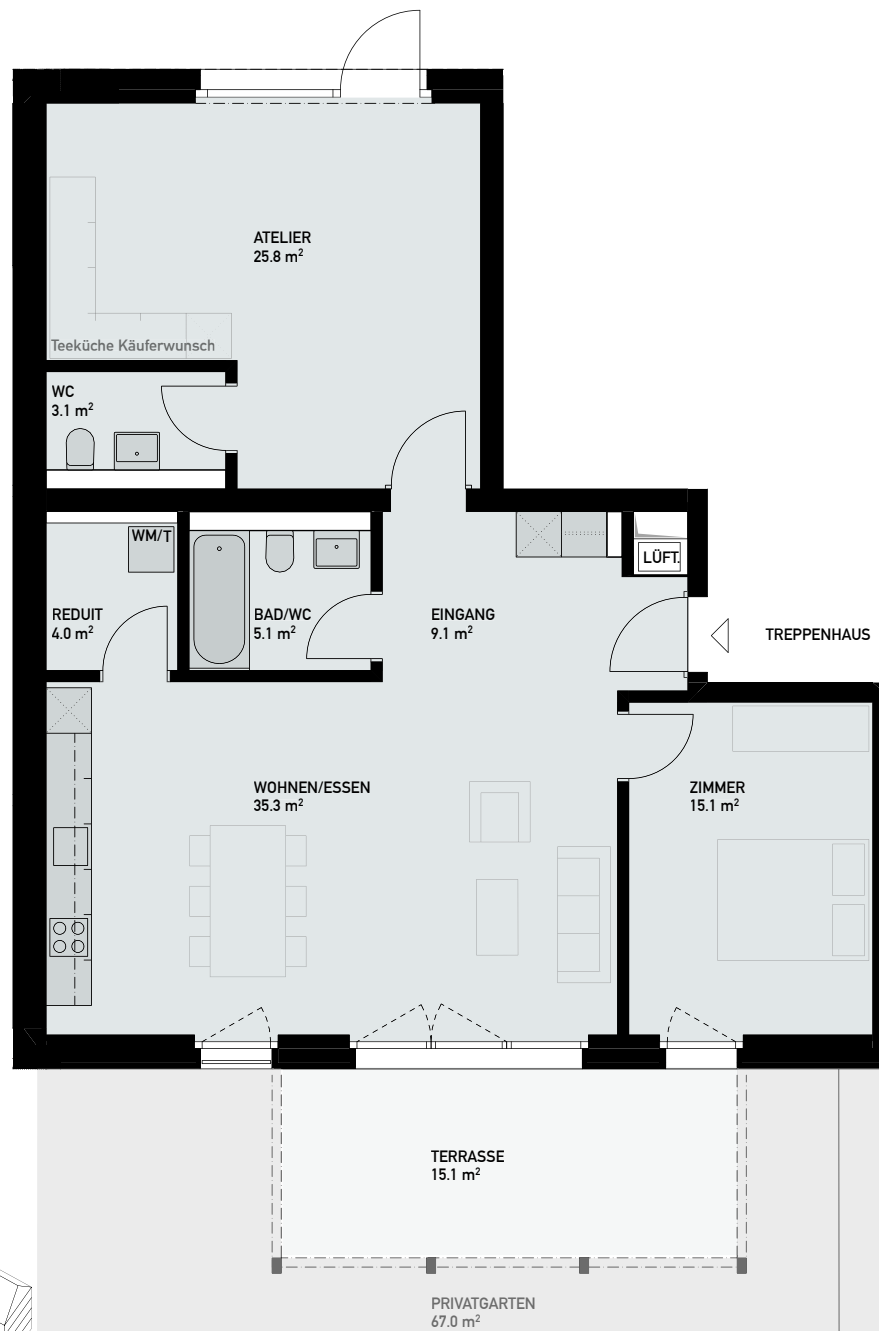 ATELIER
25.8 m²
Teeküche Käuferwunsch
WC
3.1 m²
WM/T
LÜFT.
REDUIT
4.0 m²
BAD/WC
5.1 m²
EINGANG
9.1 m²
TREPPENHAUS
WOHNEN/ESSEN
35.3 m²
ZIMMER
15.1 m²
TERRASSE
15.1 m²
PRIVATGARTEN
67.0 m²